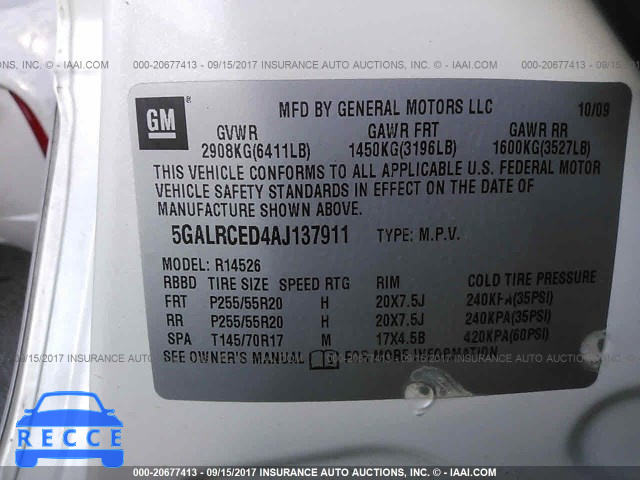 000-20677413 - 09/15/2017 INSURANCE AUTO AUCTIONS, INC. - © IAAI.COM
GM
®
MFD BY GENERAL MOTORS LLC 10/09
GVWR GAWR FRT GAWR RR
2908KG(6411LB) 1450KG(3196LB) 1600KG(3527LB)
THIS VEHICLE CONFORMS TO ALL APPLICABLE U.S. FEDERAL MOTOR
VEHICLE SAFETY STANDARDS IN EFFECT ON THE DATE OF
MANUFACTURE SHOWN ABOVE.
5GALRCED4AJ137911 TYPE: M.P.V.
MODEL: R14526
RBBD TIRE SIZE SPEED RTG RIM COLD TIRE PRESSURE
FRT P255/55R20 H 20X7.5J 240KPA(35PSI)
RR P255/55R20 H 20X7.5J 240KPA(35PSI)
SPA T145/70R17 M 17X4.5B 420KPA(60PSI)
SEE OWNER'S MANUAL FOR MORE INFORMATION.
RECCE
000-20677413 - 09/15/2017 INSURANCE AUTO AUCTIONS, INC. - © IAAI.COM